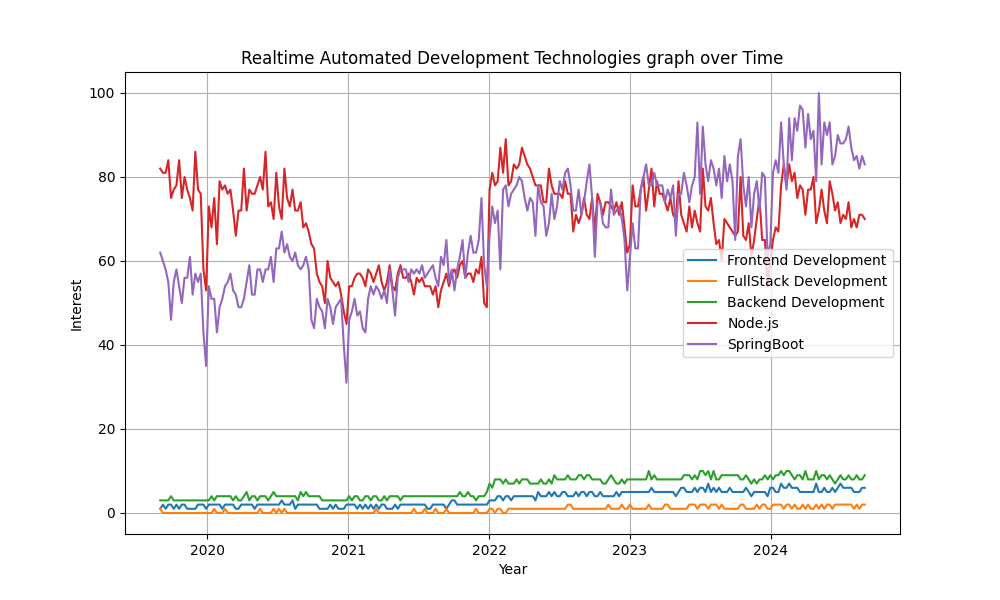 Realtime Automated Development Technologies graph over Time
100
80
60
40
20
0
Interest
Frontend Development
FullStack Development
Backend Development
Node.js
SpringBoot
2020 2021 2022 2023 2024
Year